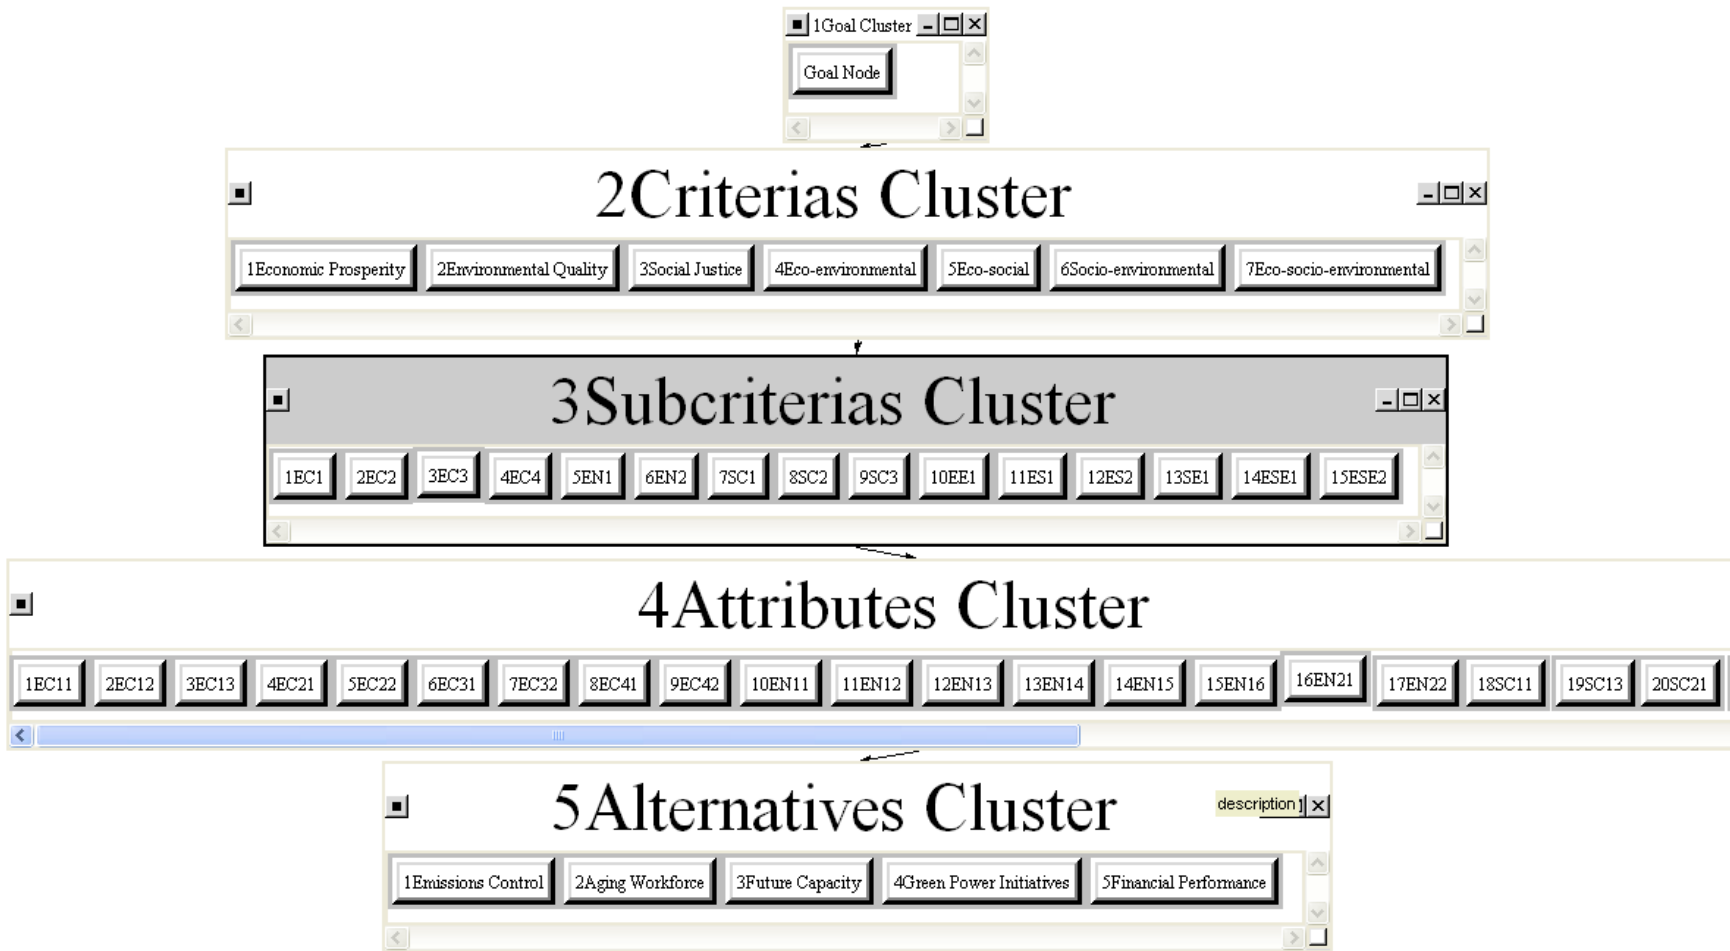 1Goal Cluster
Goal Node
2Criterias Cluster
1Economic Prosperity 2Environmental Quality 3Social Justice 4Eco-environmental 5Eco-social 6Socio-environmental 7Eco-socio-environmental
3Subcriterias Cluster
1EC1 2EC2 3EC3 4EC4 5EN1 6EN2 7SC1 8SC2 9SC3 10EE1 11ES1 12ES2 13SE1 14ESE1 15ESE2
4Attributes Cluster
1EC11 2EC12 3EC13 4EC21 5EC22 6EC31 7EC32 8EC41 9EC42 10EN11 11EN12 12EN13 13EN14 14EN15 15EN16 16EN21 17EN22 18SC11 19SC13 20SC21
5Alternatives Cluster
description
1Emissions Control 2Aging Workforce 3Future Capacity 4Green Power Initiatives 5Financial Performance